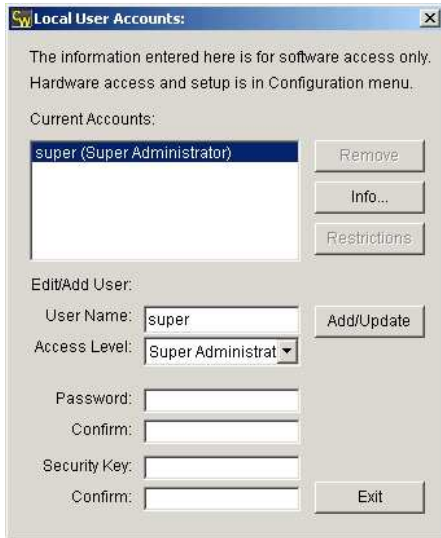 CW Local User Accounts:
The information entered here is for software access only.
Hardware access and setup is in Configuration menu.
Current Accounts:
super (Super Administrator)
Remove
Info...
Restrictions
Edit/Add User:
User Name: super Add/Update
Access Level: Super Administrat
Password:
Confirm:
Security Key:
Confirm: Exit